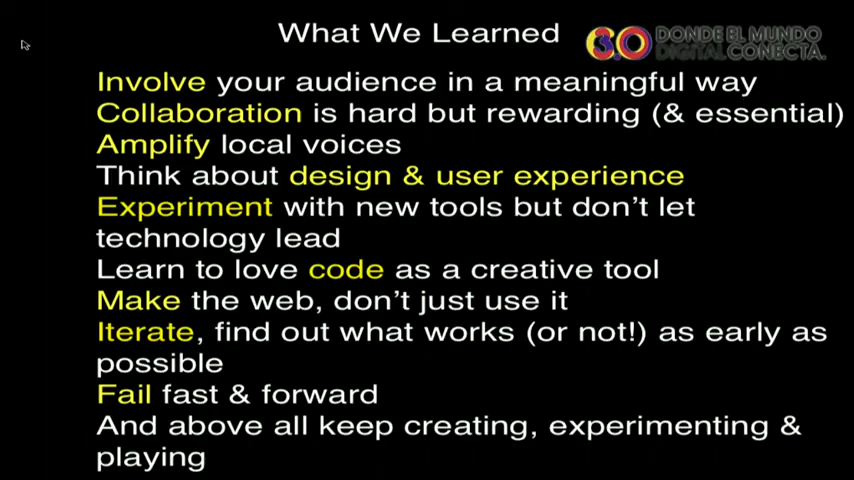 What We Learned
3.0 DONDE EL MUNDO
DIGITAL CONECTA.
Involve your audience in a meaningful way
Collaboration is hard but rewarding (& essential)
Amplify local voices
Think about design & user experience
Experiment with new tools but don't let
technology lead
Learn to love code as a creative tool
Make the web, don't just use it
Iterate, find out what works (or not!) as early as
possible
Fail fast & forward
And above all keep creating, experimenting &
playing